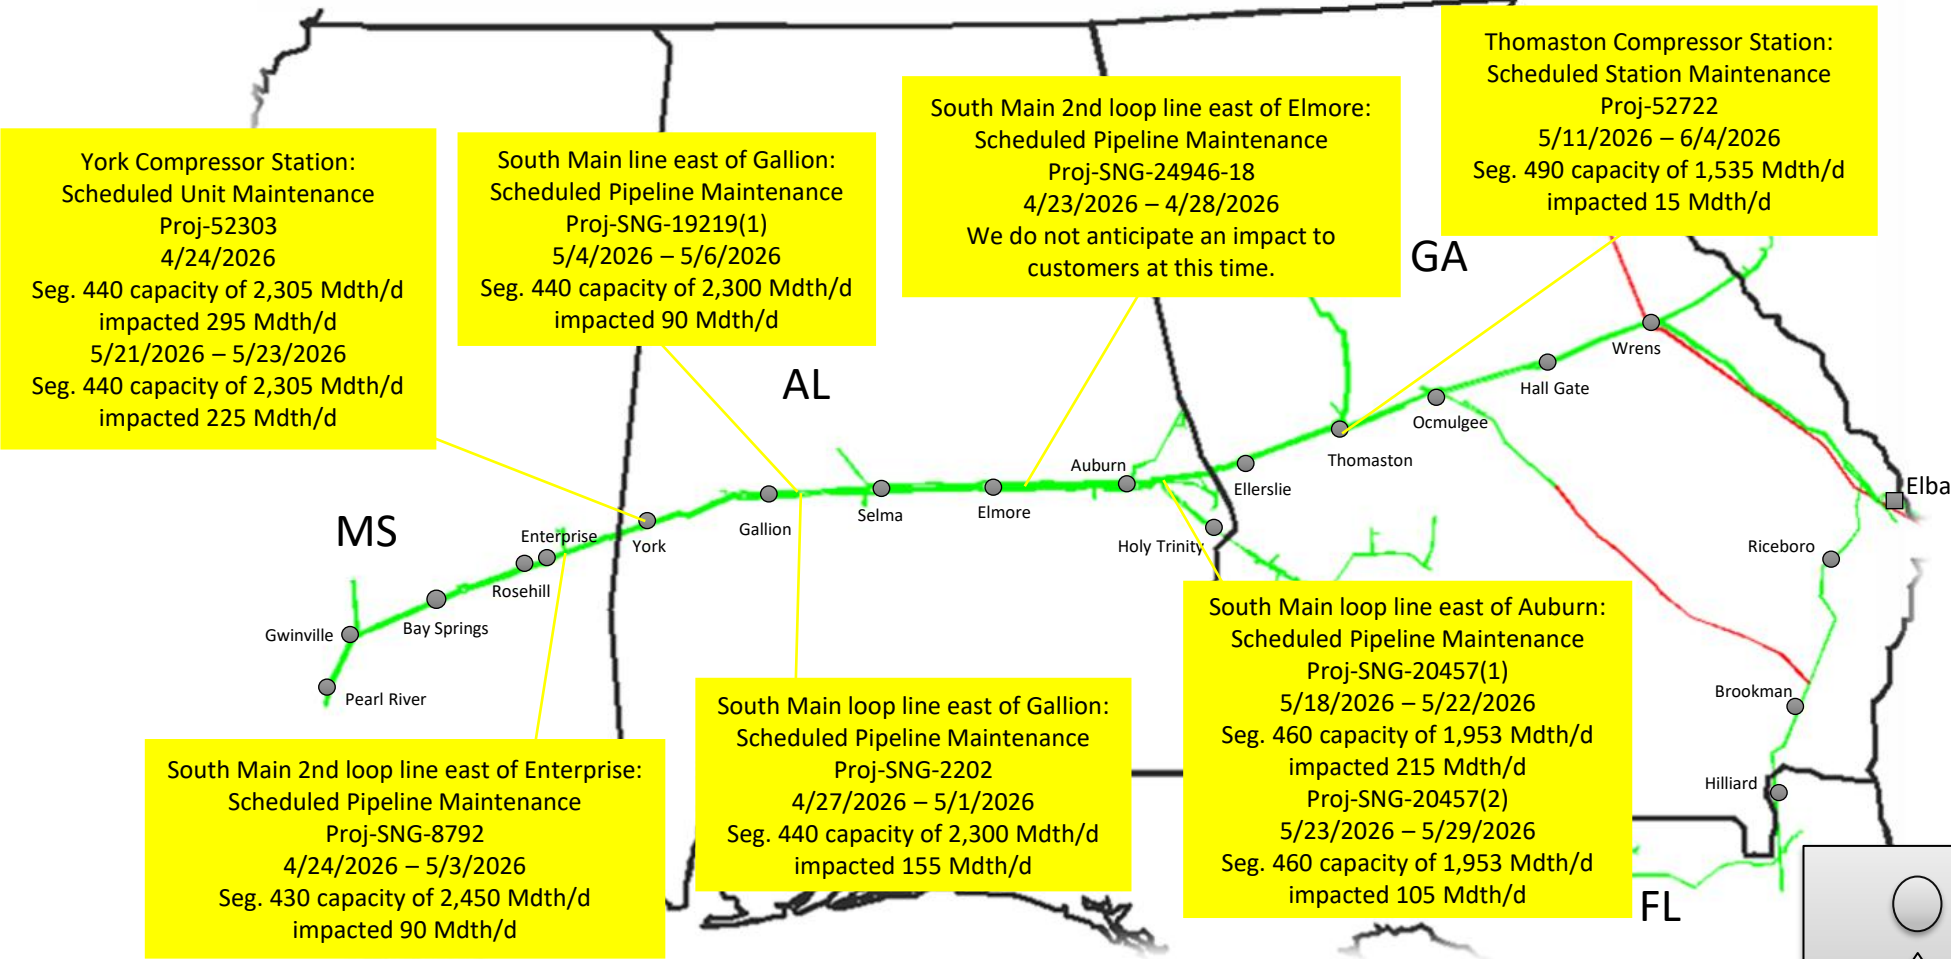 Thomaston Compressor Station:
Scheduled Station Maintenance
Proj-52722
5/11/2026 – 6/4/2026
Seg. 490 capacity of 1,535 Mdth/d
impacted 15 Mdth/d
South Main 2nd loop line east of Elmore:
Scheduled Pipeline Maintenance
Proj-SNG-24946-18
4/23/2026 – 4/28/2026
We do not anticipate an impact to
customers at this time.
South Main line east of Gallion:
Scheduled Pipeline Maintenance
Proj-SNG-19219(1)
5/4/2026 – 5/6/2026
Seg. 440 capacity of 2,300 Mdth/d
impacted 90 Mdth/d
York Compressor Station:
Scheduled Unit Maintenance
Proj-52303
4/24/2026
Seg. 440 capacity of 2,305 Mdth/d
impacted 295 Mdth/d
5/21/2026 – 5/23/2026
Seg. 440 capacity of 2,305 Mdth/d
impacted 225 Mdth/d
GA
AL
MS
Wrens
Hall Gate
Ocmulgee
Thomaston
Ellerslie
Auburn
Elba
Elmore
Selma
Gallion
York
Enterprise
Holy Trinity
Riceboro
Rosehill
Bay Springs
Gwinville
Pearl River
Brookman
Hilliard
South Main loop line east of Auburn:
Scheduled Pipeline Maintenance
Proj-SNG-20457(1)
5/18/2026 – 5/22/2026
Seg. 460 capacity of 1,953 Mdth/d
impacted 215 Mdth/d
Proj-SNG-20457(2)
5/23/2026 – 5/29/2026
Seg. 460 capacity of 1,953 Mdth/d
impacted 105 Mdth/d
South Main loop line east of Gallion:
Scheduled Pipeline Maintenance
Proj-SNG-2202
4/27/2026 – 5/1/2026
Seg. 440 capacity of 2,300 Mdth/d
impacted 155 Mdth/d
South Main 2nd loop line east of Enterprise:
Scheduled Pipeline Maintenance
Proj-SNG-8792
4/24/2026 – 5/3/2026
Seg. 430 capacity of 2,450 Mdth/d
impacted 90 Mdth/d
FL